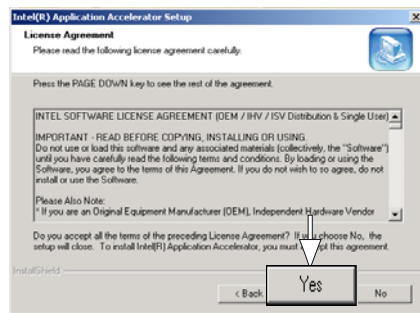 Intel(R) Application Accelerator Setup
License Agreement
Please read the following license agreement carefully.
Press the PAGE DOWN key to see the rest of the agreement.
INTEL SOFTWARE LICENSE AGREEMENT (OEM / IHV / ISV Distribution & Single User)
IMPORTANT - READ BEFORE COPYING, INSTALLING OR USING.
Do not use or load this software and any associated materials (collectively, the "Software")
until you have carefully read the following terms and conditions. By loading or using the
Software, you agree to the terms of this Agreement. If you do not wish to so agree, do not
install or use the Software.
Please Also Note:
* If you are an Original Equipment Manufacturer (OEM), Independent Hardware Vendor
Do you accept all the terms of the preceding License Agreement? If you choose No, the
setup will close. To install Intel(R) Application Accelerator, you must accept this agreement.
InstallShield
< Back
Yes
No